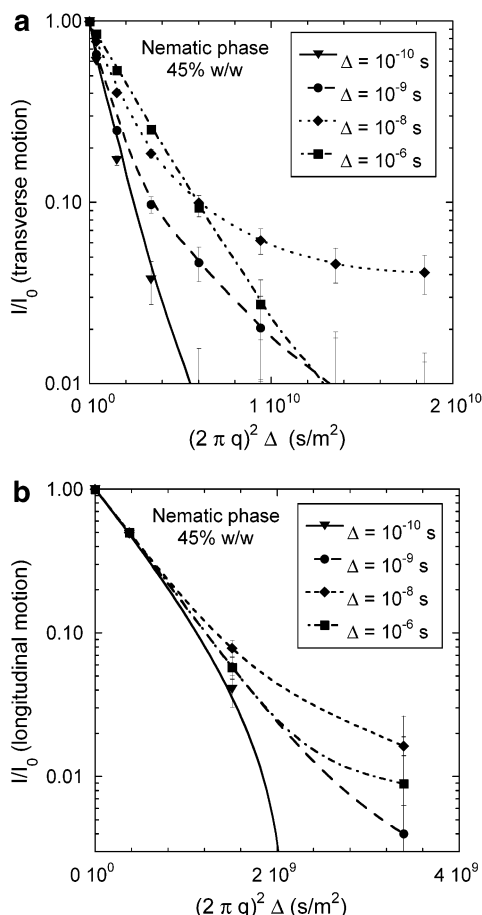 a
Nematic phase
45% w/w
Δ = 10⁻¹⁰ s
Δ = 10⁻⁹ s
Δ = 10⁻⁸ s
Δ = 10⁻⁶ s
1.00
0.10
0.01
I/I₀ (transverse motion)
0 10⁰
1 10¹⁰
2 10¹⁰
(2 π q)² Δ (s/m²)
b
Nematic phase
45% w/w
Δ = 10⁻¹⁰ s
Δ = 10⁻⁹ s
Δ = 10⁻⁸ s
Δ = 10⁻⁶ s
1.00
0.10
0.01
I/I₀ (longitudinal motion)
0 10⁰
2 10⁹
4 10⁹
(2 π q)² Δ (s/m²)